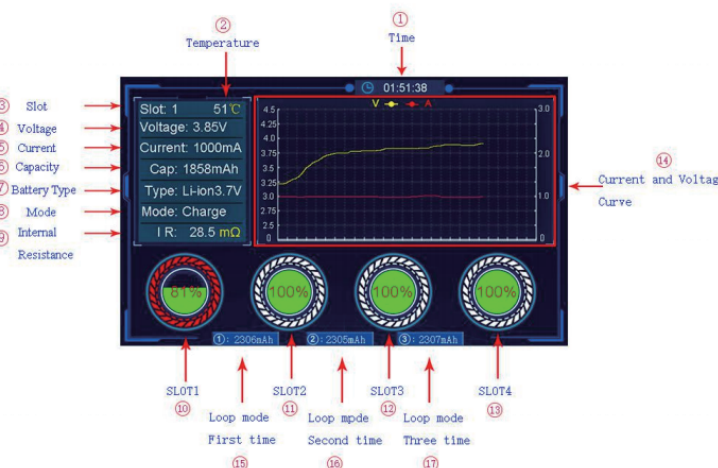 ①
Time
②
Temperature
③ Slot
④ Voltage
⑤ Current
⑥ Capacity
⑦ Battery Type
⑧ Mode
⑨ Internal
Resistance
01:51:38
Slot: 1 51℃
Voltage: 3.85V
Current: 1000mA
Cap: 1858mAh
Type: Li-ion3.7V
Mode: Charge
I R: 28.5 mΩ
V A
4.5
4.25
4.0
3.75
3.5
3.25
3.0
2.75
2.5
0
3.0
2.0
1.0
0
⑭
Current and Voltag
Curve
81% 100% 100% 100%
①: 2306mAh ②: 2305mAh ③: 2307mAh
SLOT1 SLOT2 SLOT3 SLOT4
⑩ ⑪ ⑫ ⑬
Loop mode Loop mpde Loop mode
First time Second time Three time
⑮ ⑯ ⑰